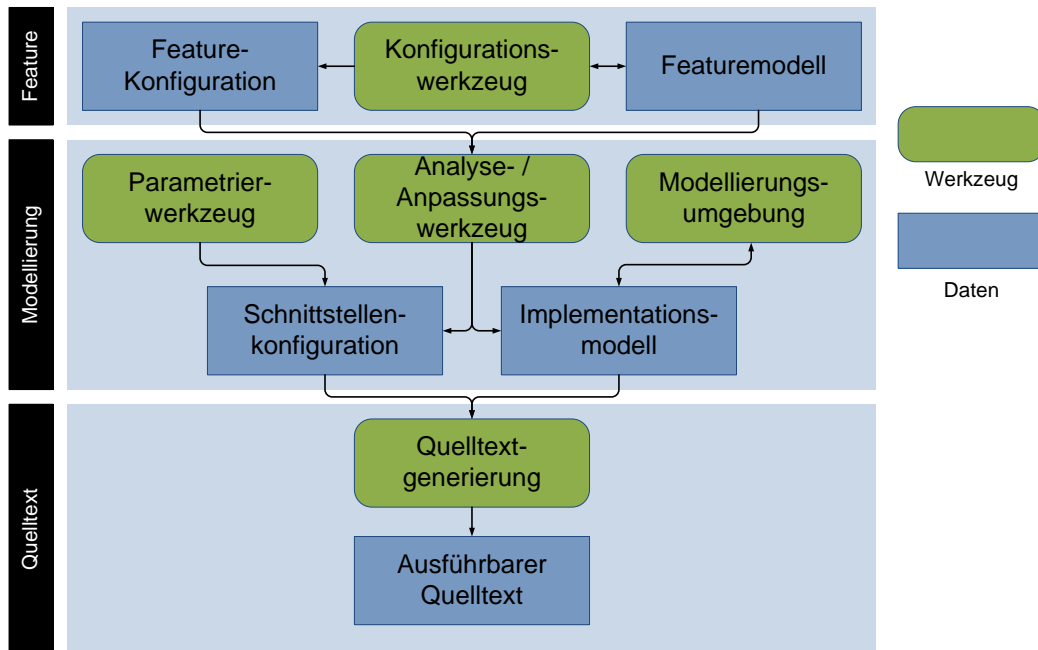 Feature
Feature-
Konfiguration
Konfigurations-
werkzeug
Featuremodell
Modellierung
Parametrier-
werkzeug
Analyse- /
Anpassungs-
werkzeug
Modellierungs-
umgebung
Schnittstellen-
konfiguration
Implementations-
modell
Quelltext
Quelltext-
generierung
Ausführbarer
Quelltext
Werkzeug
Daten